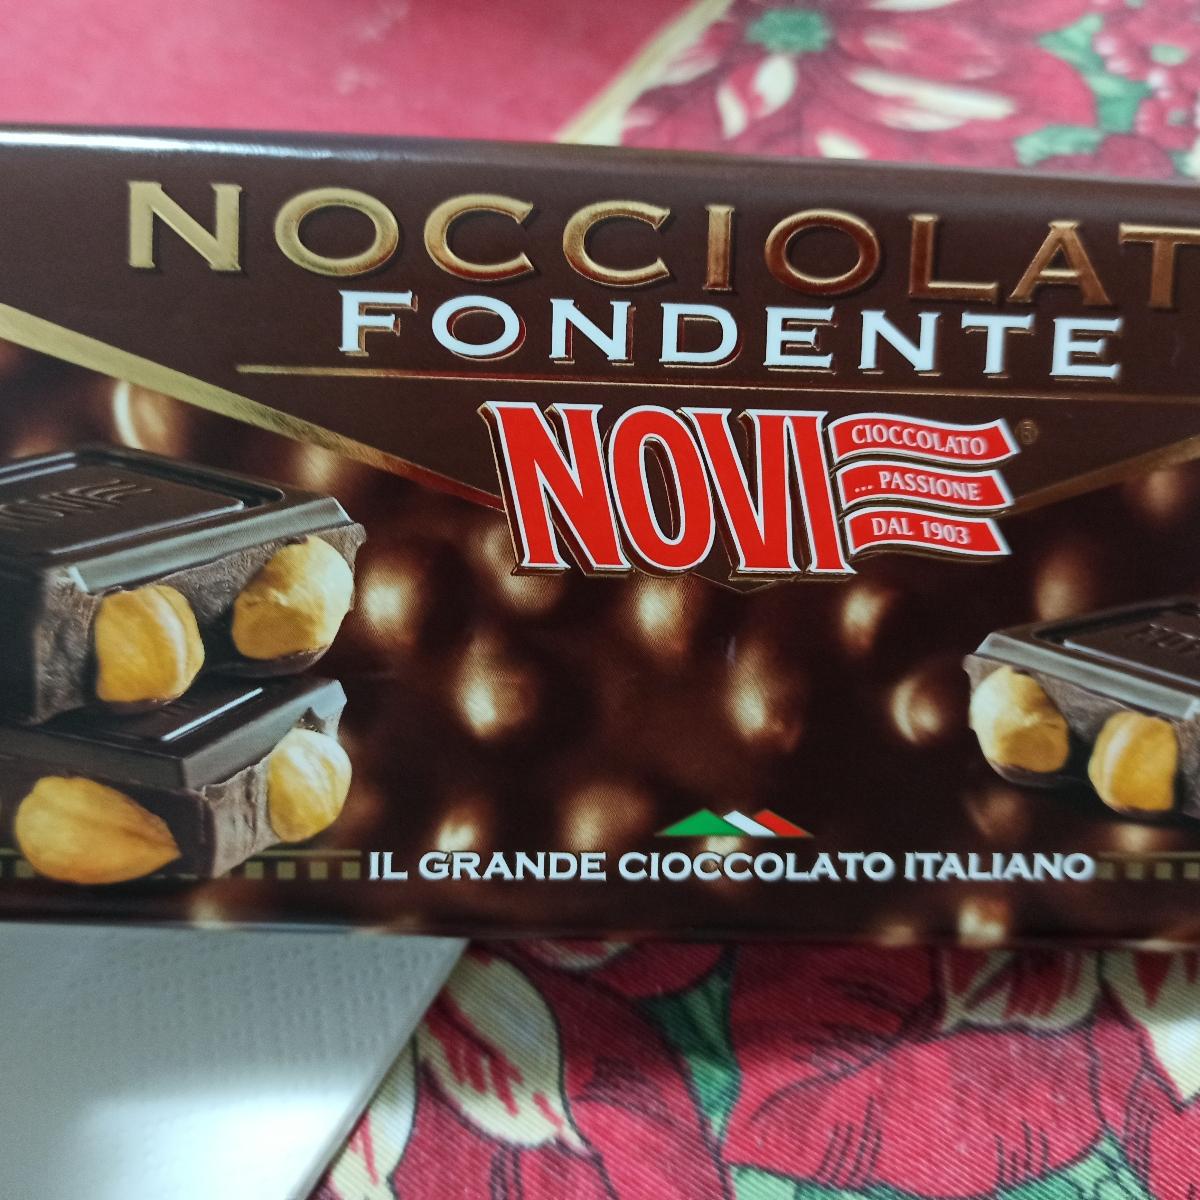 NOCCIOLAT
FONDENTE
NOVI
®
CIOCCOLATO
... PASSIONE
DAL 1903
IL GRANDE CIOCCOLATO ITALIANO